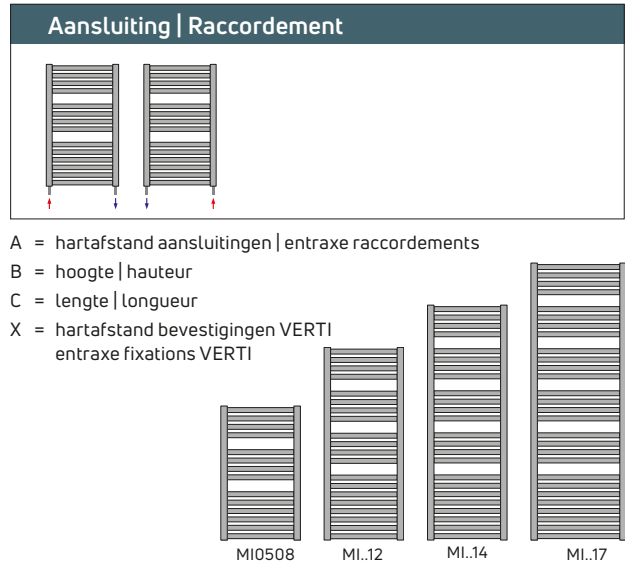 Aansluiting | Raccordement
A = hartafstand aansluitingen | entraxe raccordements
B = hoogte | hauteur
C = lengte | longueur
X = hartafstand bevestigingen VERTI
entraxe fixations VERTI
MI0508 MI..12 MI..14 MI..17